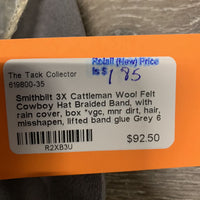 Retail (New) Price
is $185
The Tack Collector
619800-35
Smithbilt 3X Cattleman Wool Felt
Cowboy Hat Braided Band, with
rain cover, box *vgc, mnr dirt, hair,
misshapen, lifted band glue Grey 6
R2XB3U
$92.50